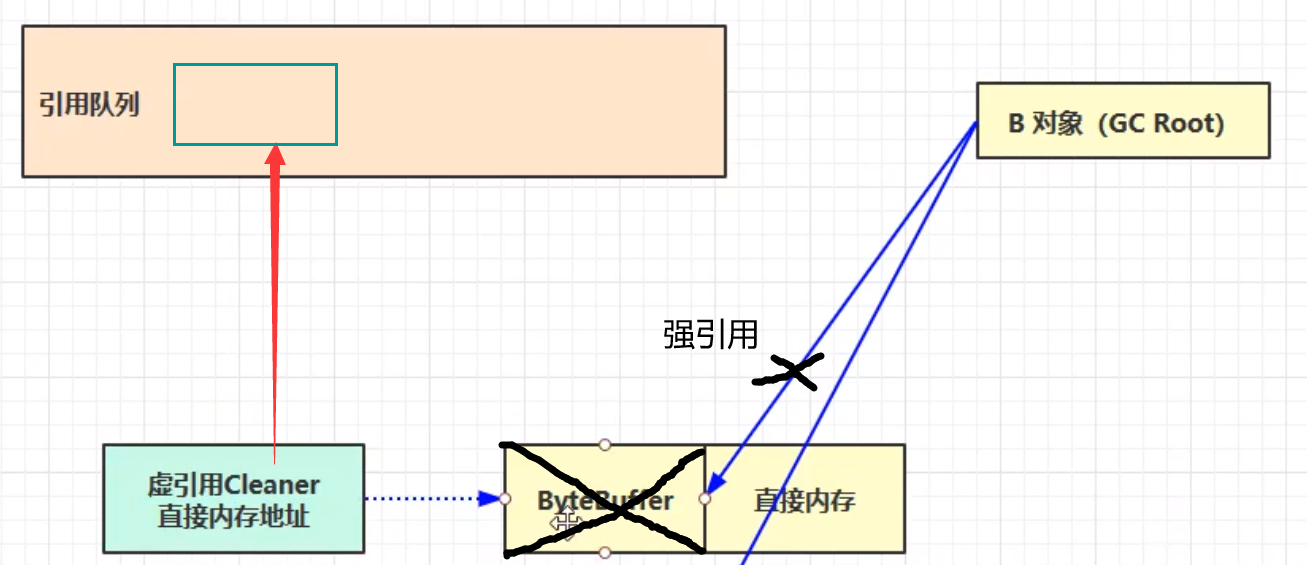 引用队列
B 对象（GC Root）
强引用
虚引用Cleaner
直接内存地址
ByteBuffer
直接内存